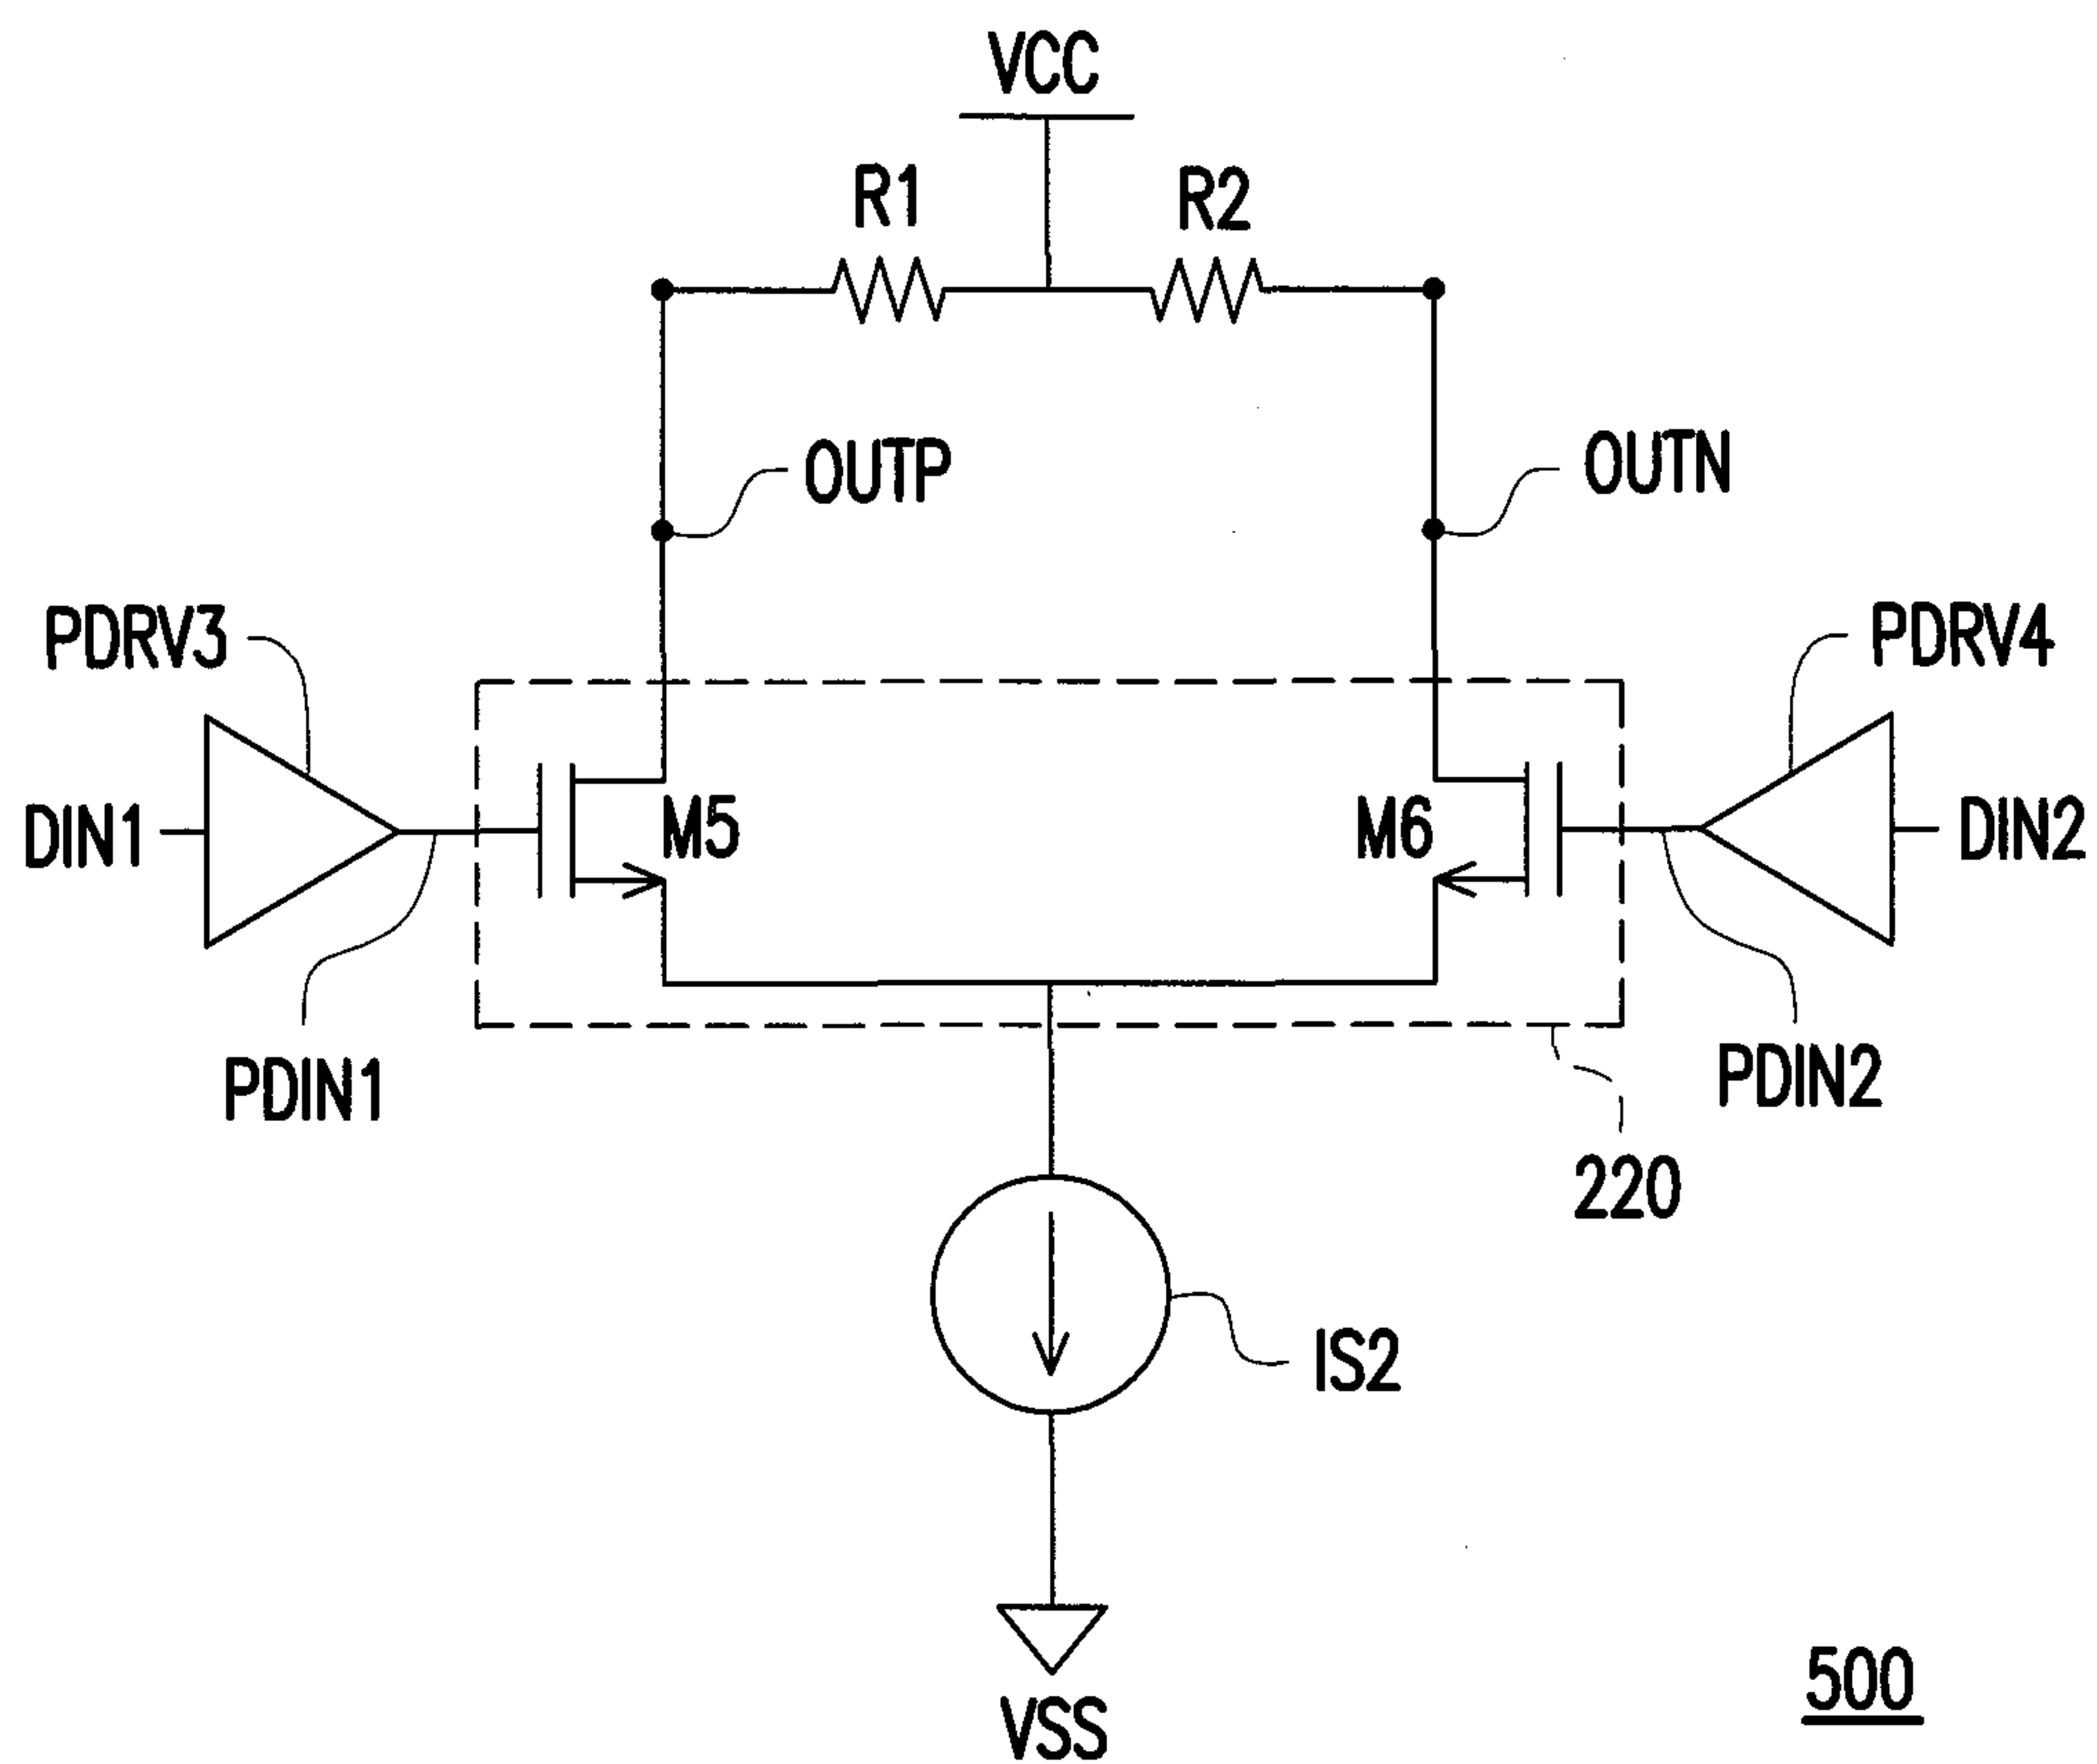 VCC
R1
R2
OUTP
OUTN
PDRV3
PDRV4
DIN1
M5
M6
DIN2
PDIN1
PDIN2
220
IS2
VSS
500